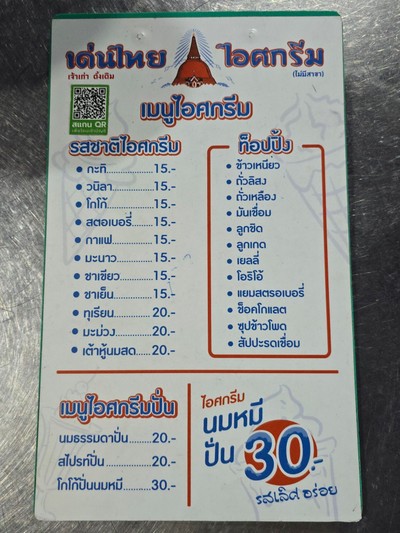 เด่นไทย ไอศกรีม
เจ้าเก่า ดั้งเดิม
(ไม่มีสาขา)
สแกน QR
เมนูไอศกรีม
รสชาติไอศกรีม
กะทิ................15.-
วนิลา...............15.-
โกโก้...............15.-
สตอเบอรี่........15.-
กาแฟ..............15.-
มะนาว.............15.-
ชาเขียว...........15.-
ชาเย็น.............15.-
ทุเรียน.............20.-
มะม่วง.............20.-
เต้าหู้นมสด......20.-
ท็อปปิ้ง
ข้าวเหนียว
ถั่วลิสง
ถั่วเหลือง
มันเชื่อม
ลูกชิด
ลูกเกด
เยลลี่
โอริโอ้
แยมสตรอเบอรี่
ช็อคโกแลต
ซุปข้าวโพด
สัปปะรดเชื่อม
เมนูไอศกรีมปั่น
นมธรรมดาปั่น........20.-
สไปรท์ปั่น............20.-
โกโก้ปั่นนมหมี......30.-
ไอศกรีม
นมหมี
ปั่น 30.-
รสเลิศ อร่อย